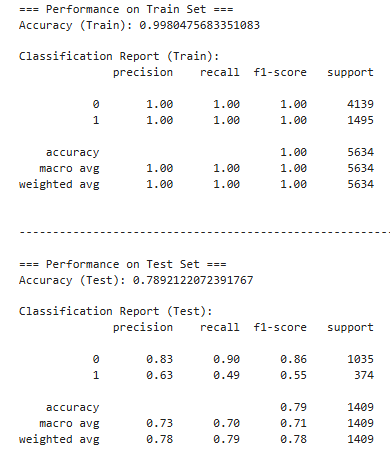 === Performance on Train Set ===
Accuracy (Train): 0.9980475683351083
Classification Report (Train):
precision recall f1-score support
0 1.00 1.00 1.00 4139
1 1.00 1.00 1.00 1495
accuracy 1.00 5634
macro avg 1.00 1.00 1.00 5634
weighted avg 1.00 1.00 1.00 5634
--------------------------------------------------------
=== Performance on Test Set ===
Accuracy (Test): 0.7892122072391767
Classification Report (Test):
precision recall f1-score support
0 0.83 0.90 0.86 1035
1 0.63 0.49 0.55 374
accuracy 0.79 1409
macro avg 0.73 0.70 0.71 1409
weighted avg 0.78 0.79 0.78 1409